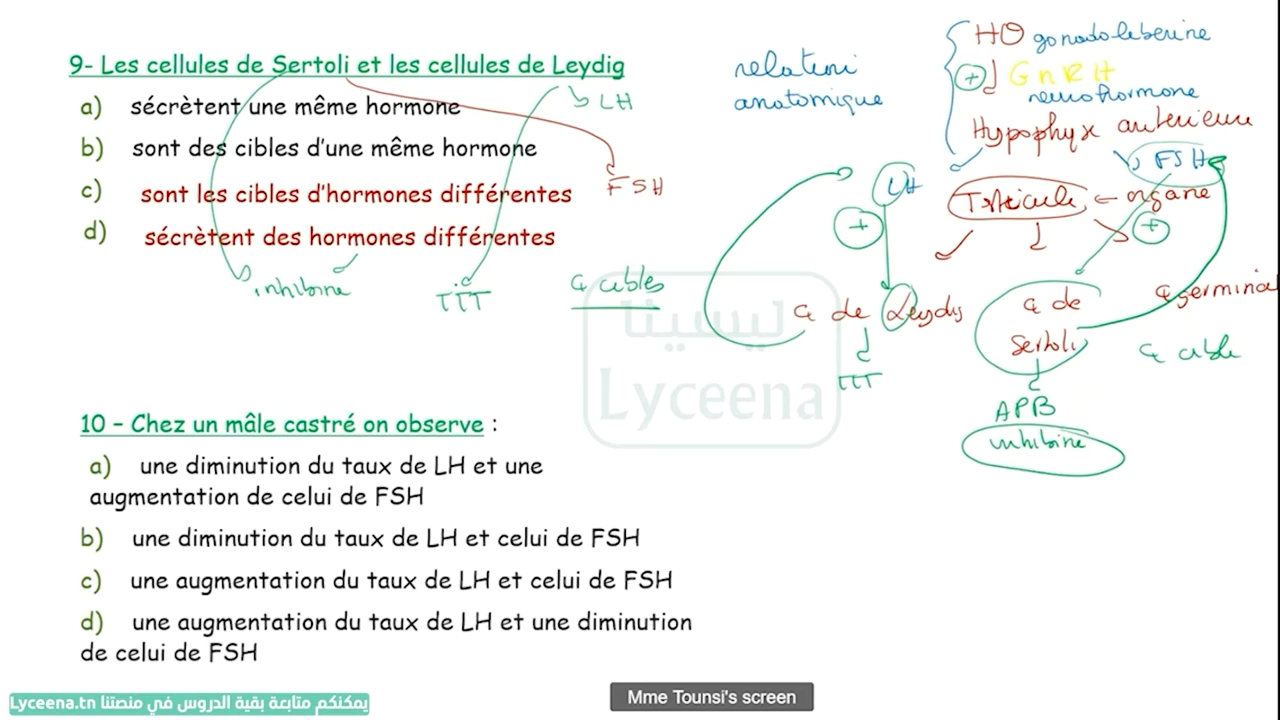 9- Les cellules de Sertoli et les cellules de Leydig
a) sécrètent une même hormone
b) sont des cibles d'une même hormone
c) sont les cibles d'hormones différentes
d) sécrètent des hormones différentes
LH
FSH
inhibine
TTT
relation
anatomique
HO gonadoliberine
+ GnRH
neurohormone
Hypophyse anterieure
LH
FSH
Testicule ← organe
+
+
cibles
de Leydig
de
Sertoli
germinal
cible
TTT
APB
inhibine
ليسينا
Lyceena
10 – Chez un mâle castré on observe :
a) une diminution du taux de LH et une
augmentation de celui de FSH
b) une diminution du taux de LH et celui de FSH
c) une augmentation du taux de LH et celui de FSH
d) une augmentation du taux de LH et une diminution
de celui de FSH
يمكنكم متابعة بقية الدروس في منصتنا Lyceena.tn
Mme Tounsi's screen